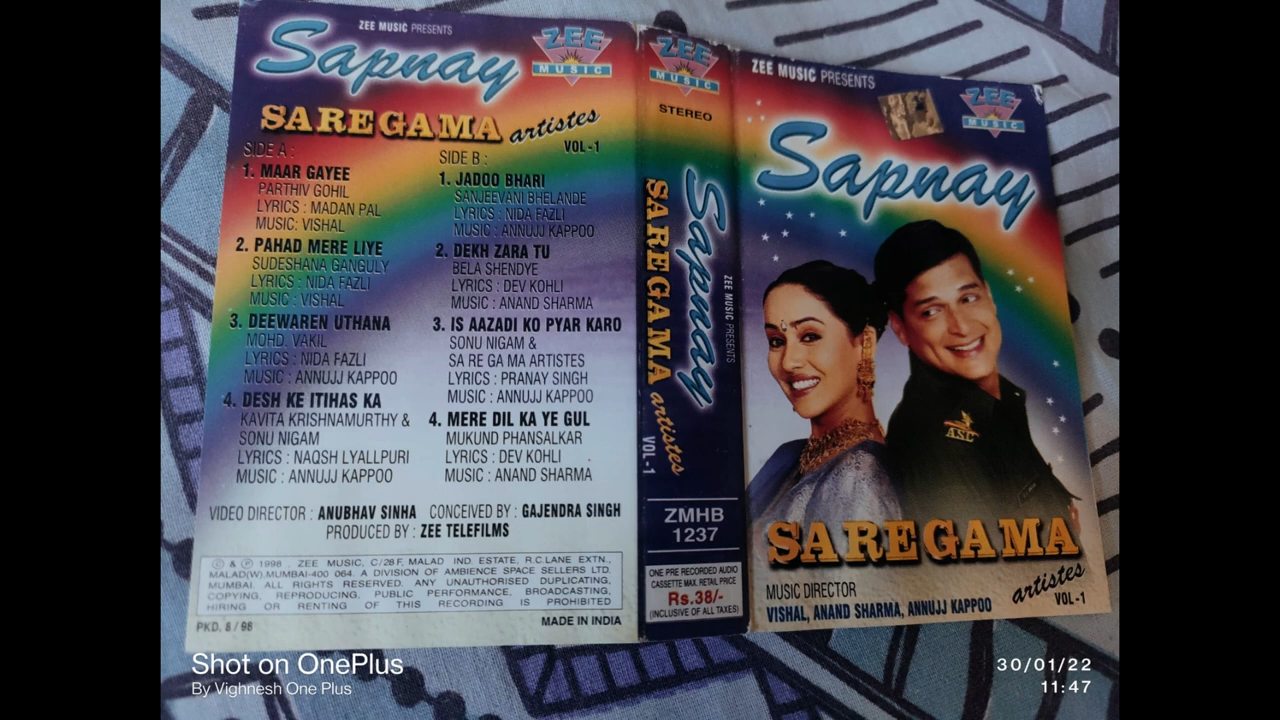 ZEE MUSIC PRESENTS
Sapnay
ZEE
MUSIC
SAREGAMA artistes
VOL-1
SIDE A :
1. MAAR GAYEE
PARTHIV GOHIL
LYRICS : MADAN PAL
MUSIC: VISHAL
2. PAHAD MERE LIYE
SUDESHANA GANGULY
LYRICS : NIDA FAZLI
MUSIC : VISHAL
3. DEEWAREN UTHANA
MOHD. VAKIL
LYRICS : NIDA FAZLI
MUSIC : ANNUJJ KAPPOO
4. DESH KE ITIHAS KA
KAVITA KRISHNAMURTHY &
SONU NIGAM
LYRICS : NAQSH LYALLPURI
MUSIC : ANNUJJ KAPPOO
SIDE B :
1. JADOO BHARI
SANJEEVANI BHELANDE
LYRICS : NIDA FAZLI
MUSIC : ANNUJJ KAPPOO
2. DEKH ZARA TU
BELA SHENDYE
LYRICS : DEV KOHLI
MUSIC : ANAND SHARMA
3. IS AAZADI KO PYAR KARO
SONU NIGAM &
SA RE GA MA ARTISTES
LYRICS : PRANAY SINGH
MUSIC : ANNUJJ KAPPOO
4. MERE DIL KA YE GUL
MUKUND PHANSALKAR
LYRICS : DEV KOHLI
MUSIC : ANAND SHARMA
VIDEO DIRECTOR : ANUBHAV SINHA CONCEIVED BY : GAJENDRA SINGH
PRODUCED BY : ZEE TELEFILMS
© & ℗ 1998 . ZEE MUSIC, C/28 F, MALAD IND. ESTATE, R.C. LANE EXTN.,
MALAD(W),MUMBAI-400 064. A DIVISION OF AMBIENCE SPACE SELLERS LTD.
MUMBAI. ALL RIGHTS RESERVED. ANY UNAUTHORISED DUPLICATING,
COPYING, REPRODUCING, PUBLIC PERFORMANCE, BROADCASTING,
HIRING OR RENTING OF THIS RECORDING IS PROHIBITED
PKD. 8 / 98
MADE IN INDIA
ZEE
MUSIC
STEREO
ZEE MUSIC PRESENTS
Sapnay
SAREGAMA artistes
VOL-1
ZMHB
1237
ONE PRE RECORDED AUDIO
CASSETTE MAX. RETAIL PRICE
Rs.38/-
(INCLUSIVE OF ALL TAXES)
ZEE MUSIC PRESENTS
ZEE
MUSIC
Sapnay
A.S.C
SAREGAMA
artistes
VOL-1
MUSIC DIRECTOR
VISHAL, ANAND SHARMA, ANNUJJ KAPPOO
Shot on OnePlus
By Vighnesh One Plus
30/01/22
11:47